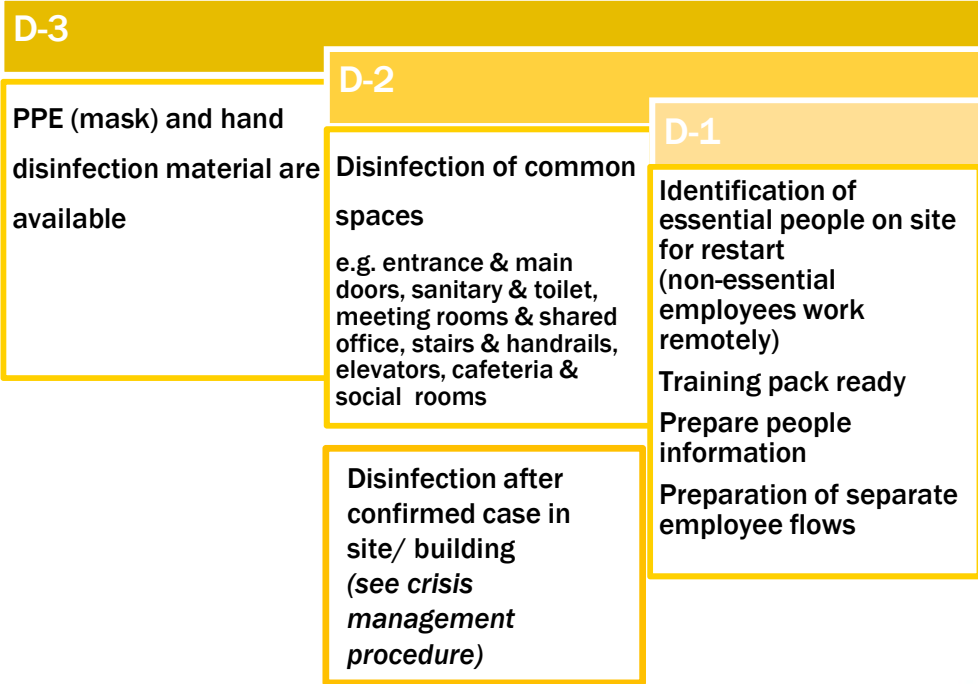 D-3
PPE (mask) and hand
disinfection material are
available
D-2
Disinfection of common
spaces
e.g. entrance & main
doors, sanitary & toilet,
meeting rooms & shared
office, stairs & handrails,
elevators, cafeteria &
social rooms
Disinfection after
confirmed case in
site/ building
(see crisis
management
procedure)
D-1
Identification of
essential people on site
for restart
(non-essential
employees work
remotely)
Training pack ready
Prepare people
information
Preparation of separate
employee flows